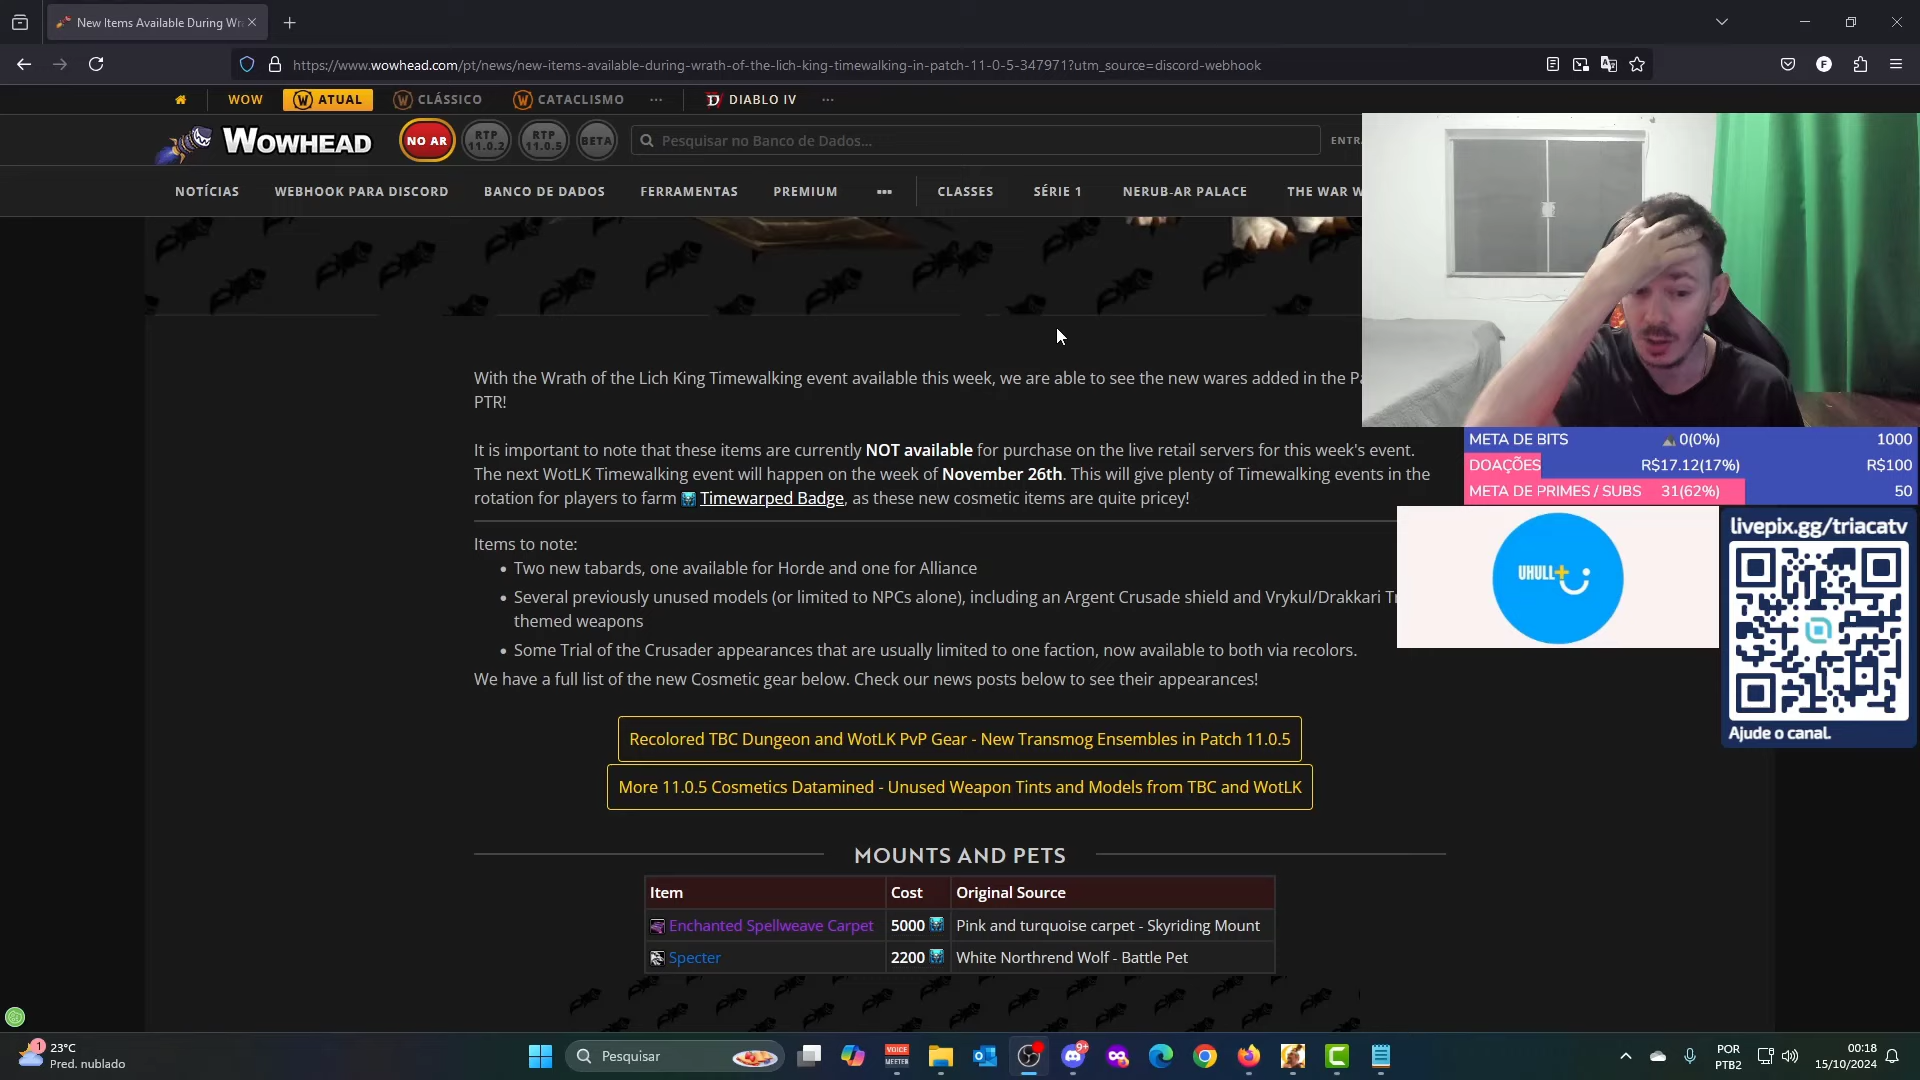 New Items Available During Wr
https://www.wowhead.com/pt/news/new-items-available-during-wrath-of-the-lich-king-timewalking-in-patch-11-0-5-347971?utm_source=discord-webhook
WOW
ATUAL
CLÁSSICO
CATACLISMO
DIABLO IV
WOWHEAD
NO AR
RTP
11.0.2
RTP
11.0.5
BETA
Pesquisar no Banco de Dados...
ENTR
NOTÍCIAS
WEBHOOK PARA DISCORD
BANCO DE DADOS
FERRAMENTAS
PREMIUM
CLASSES
SÉRIE 1
NERUB-AR PALACE
THE WAR W
With the Wrath of the Lich King Timewalking event available this week, we are able to see the new wares added in the Pa
PTR!
It is important to note that these items are currently NOT available for purchase on the live retail servers for this week's event.
The next WotLK Timewalking event will happen on the week of November 26th. This will give plenty of Timewalking events in the
rotation for players to farm Timewarped Badge, as these new cosmetic items are quite pricey!
Items to note:
• Two new tabards, one available for Horde and one for Alliance
• Several previously unused models (or limited to NPCs alone), including an Argent Crusade shield and Vrykul/Drakkari Tr
themed weapons
• Some Trial of the Crusader appearances that are usually limited to one faction, now available to both via recolors.
We have a full list of the new Cosmetic gear below. Check our news posts below to see their appearances!
Recolored TBC Dungeon and WotLK PvP Gear - New Transmog Ensembles in Patch 11.0.5
More 11.0.5 Cosmetics Datamined - Unused Weapon Tints and Models from TBC and WotLK
MOUNTS AND PETS
Item Cost Original Source
Enchanted Spellweave Carpet 5000 Pink and turquoise carpet - Skyriding Mount
Specter 2200 White Northrend Wolf - Battle Pet
META DE BITS 0(0%) 1000
DOAÇÕES R$17.12(17%) R$100
META DE PRIMES / SUBS 31(62%) 50
UHULL+
livepix.gg/triacatv
Ajude o canal.
1
23°C
Pred. nublado
Pesquisar
VOICE
MEETER
9+
POR
PTB2
00:18
15/10/2024